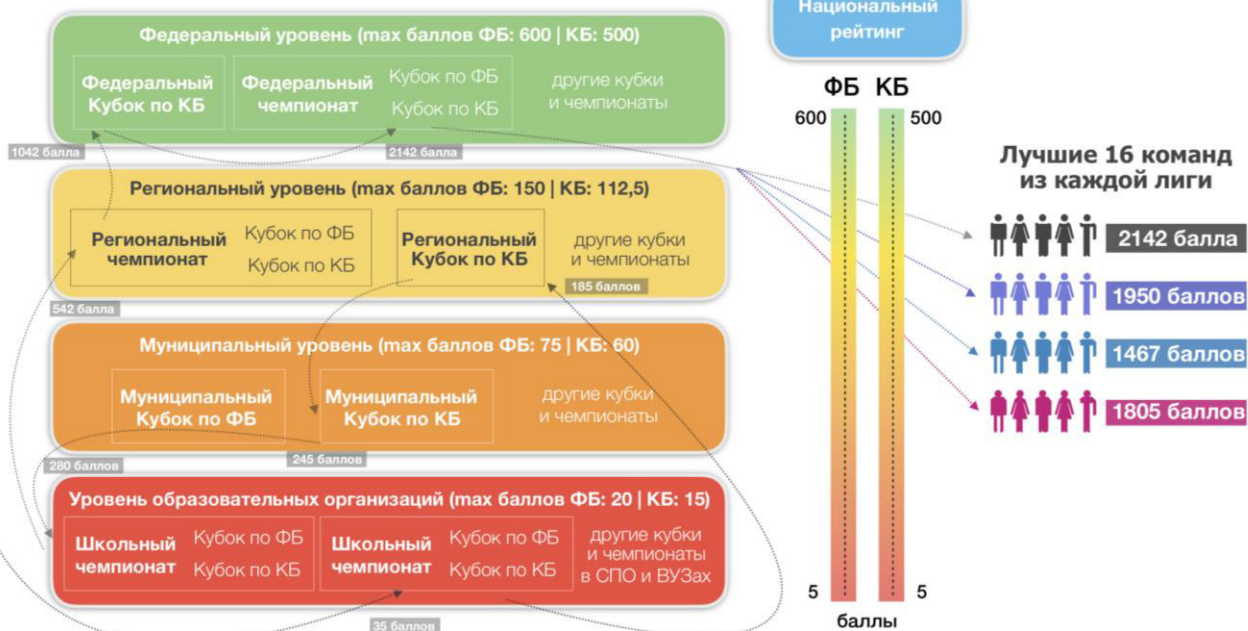 Национальный
рейтинг
Федеральный уровень (max баллов ФБ: 600 | КБ: 500)
Федеральный
Кубок по КБ
Федеральный
чемпионат
Кубок по ФБ
Кубок по КБ
другие кубки
и чемпионаты
1042 балла
2142 балла
Региональный уровень (max баллов ФБ: 150 | КБ: 112,5)
Региональный
чемпионат
Кубок по ФБ
Кубок по КБ
Региональный
Кубок по КБ
другие кубки
и чемпионаты
185 баллов
542 балла
Муниципальный уровень (max баллов ФБ: 75 | КБ: 60)
Муниципальный
Кубок по ФБ
Муниципальный
Кубок по КБ
другие кубки
и чемпионаты
280 баллов
245 баллов
Уровень образовательных организаций (max баллов ФБ: 20 | КБ: 15)
Школьный
чемпионат
Кубок по ФБ
Кубок по КБ
Школьный
чемпионат
Кубок по ФБ
Кубок по КБ
другие кубки
и чемпионаты
в СПО и ВУЗах
35 баллов
ФБ КБ
600 500
5 5
баллы
Лучшие 16 команд
из каждой лиги
2142 балла
1950 баллов
1467 баллов
1805 баллов